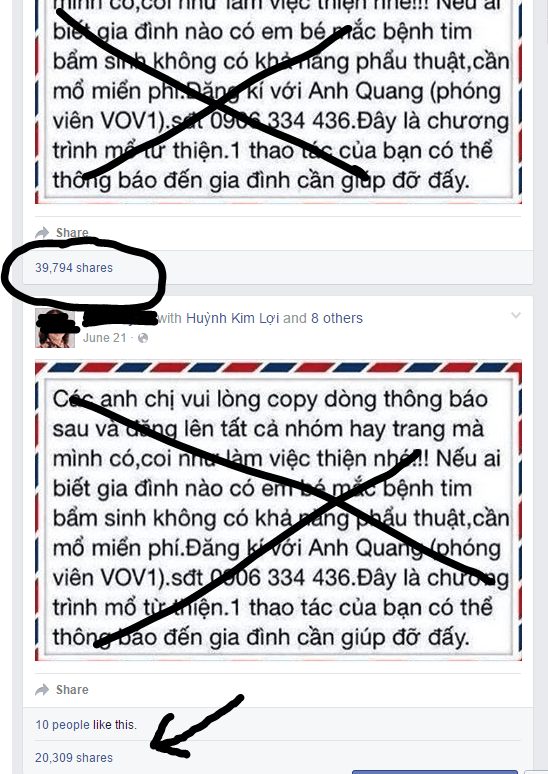 mình có,coi như làm việc thiện nhé!!! Nếu ai
biết gia đình nào có em bé mắc bệnh tim
bẩm sinh không có khả năng phẩu thuật,cần
mổ miển phí.Đăng kí với Anh Quang (phóng
viên VOV1).sđt 0906 334 436.Đây là chương
trình mổ từ thiện.1 thao tác của bạn có thể
thông báo đến gia đình cần giúp đỡ đấy.
Share
39,794 shares
with Huỳnh Kim Lợi and 8 others
June 21
Các anh chị vui lòng copy dòng thông báo
sau và đăng lên tất cả nhóm hay trang mà
mình có,coi như làm việc thiện nhé!!! Nếu ai
biết gia đình nào có em bé mắc bệnh tim
bẩm sinh không có khả năng phẩu thuật,cần
mổ miển phí.Đăng kí với Anh Quang (phóng
viên VOV1).sđt 0906 334 436.Đây là chương
trình mổ từ thiện.1 thao tác của bạn có thể
thông báo đến gia đình cần giúp đỡ đấy.
Share
10 people like this.
20,309 shares